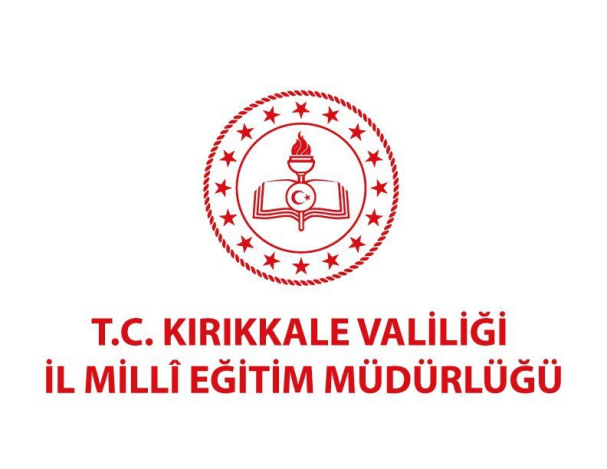 T.C. KIRIKKALE VALİLİĞİ
İL MİLLÎ EĞİTİM MÜDÜRLÜĞÜ